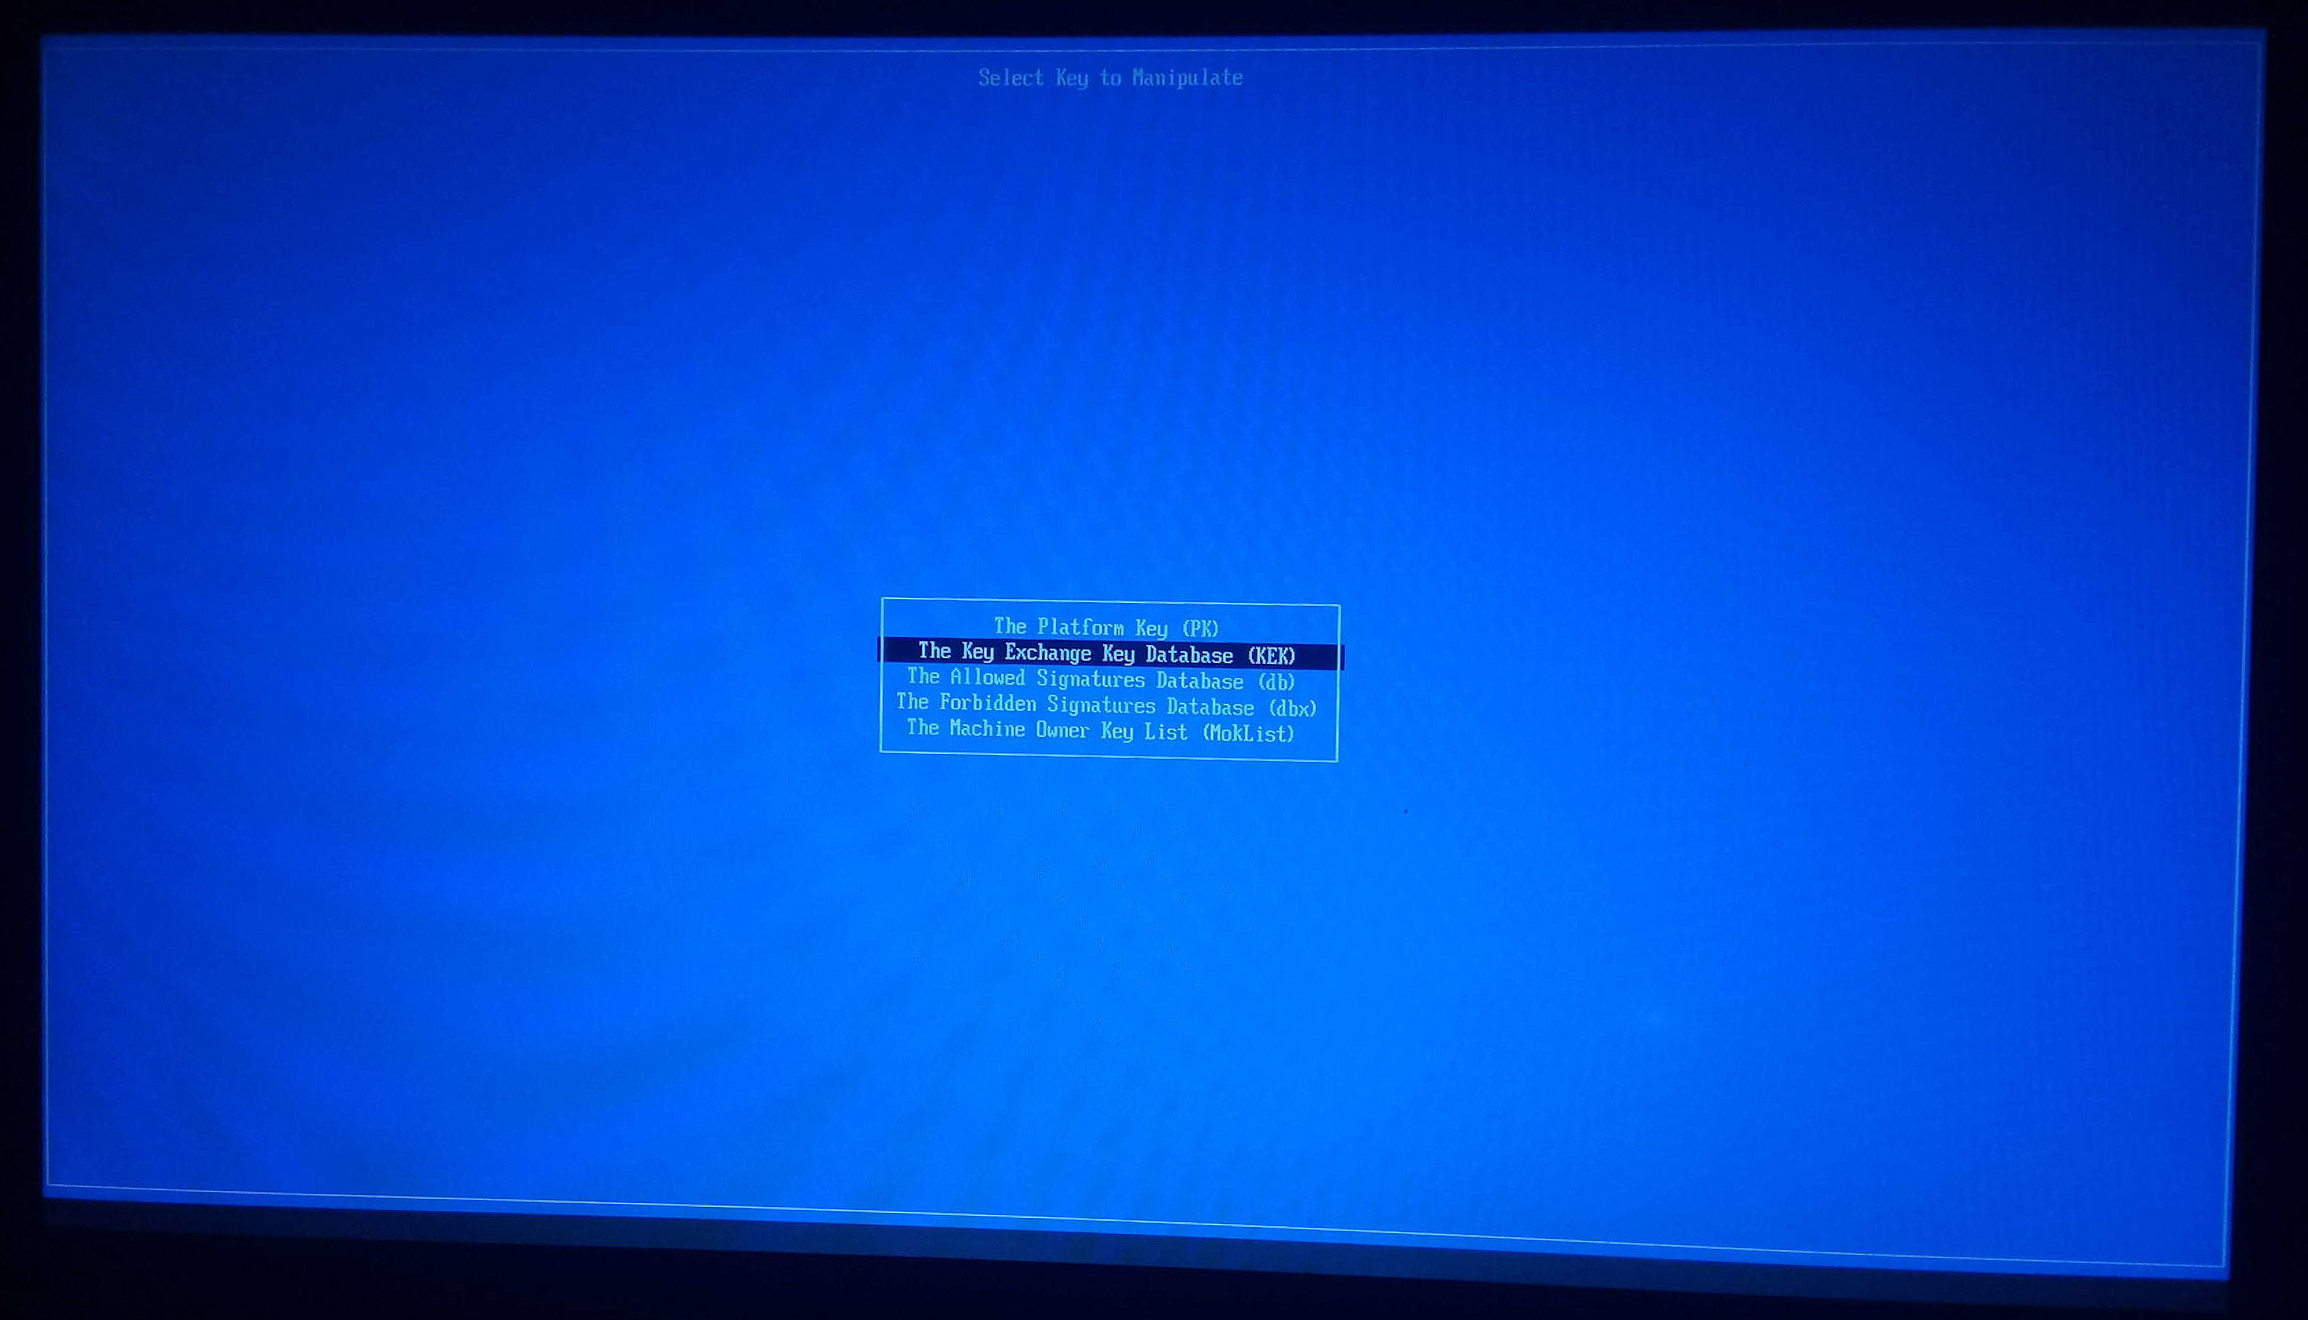 Select Key to Manipulate
The Platform Key (PK)
The Key Exchange Key Database (KEK)
The Allowed Signatures Database (db)
The Forbidden Signatures Database (dbx)
The Machine Owner Key List (MokList)